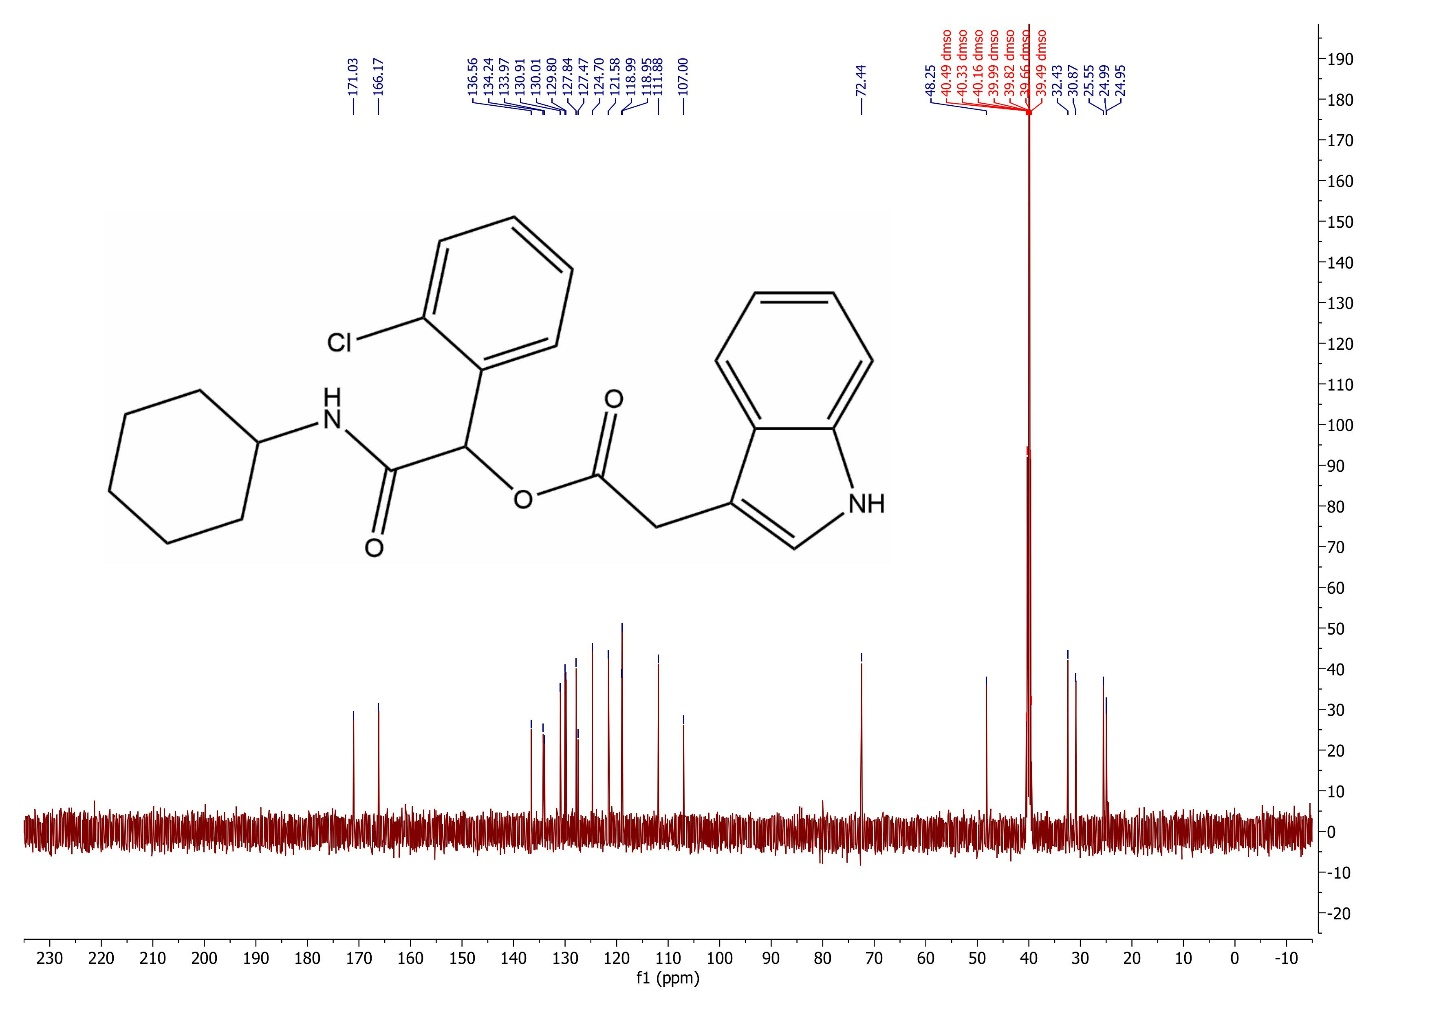 171.03
166.17
136.56
134.24
133.97
130.91
130.01
129.80
127.84
127.47
124.70
121.58
118.99
118.95
111.88
107.00
72.44
48.25
40.49 dmso
40.33 dmso
40.16 dmso
39.99 dmso
39.82 dmso
39.66 dmso
39.49 dmso
32.43
30.87
25.55
24.99
24.95
Cl
H
N
O
O
O
NH
190
180
170
160
150
140
130
120
110
100
90
80
70
60
50
40
30
20
10
0
-10
-20
230 220 210 200 190 180 170 160 150 140 130 120 110 100 90 80 70 60 50 40 30 20 10 0 -10
f1 (ppm)